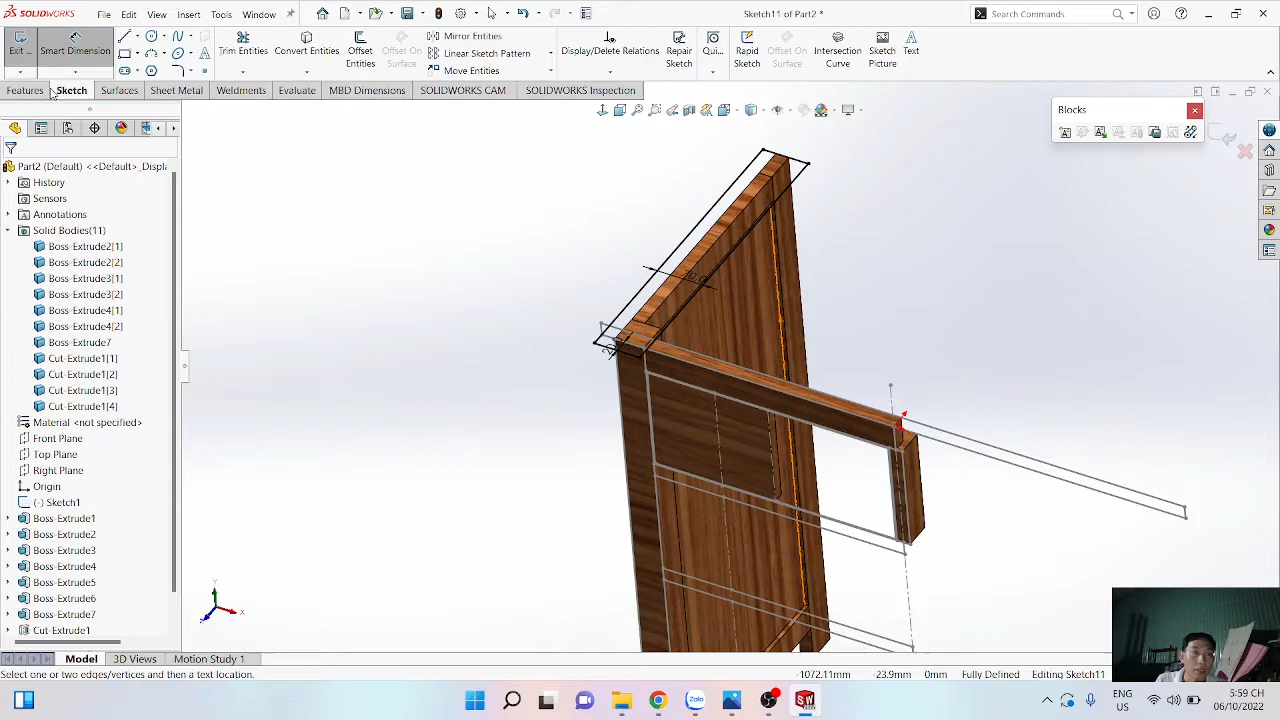 SOLIDWORKS File Edit View Insert Tools Window
Sketch11 of Part2 *
Search Commands
Exit ...
Smart Dimension
Trim Entities
Convert Entities
Offset Entities
Offset On Surface
Mirror Entities
Linear Sketch Pattern
Move Entities
Display/Delete Relations
Repair Sketch
Qui...
Rapid Sketch
Offset On Surface
Intersection Curve
Sketch Picture
Text
Features Sketch Surfaces Sheet Metal Weldments Evaluate MBD Dimensions SOLIDWORKS CAM SOLIDWORKS Inspection
Blocks
Part2 (Default) <<Default>_Displ
History
Sensors
Annotations
Solid Bodies(11)
Boss-Extrude2[1]
Boss-Extrude2[2]
Boss-Extrude3[1]
Boss-Extrude3[2]
Boss-Extrude4[1]
Boss-Extrude4[2]
Boss-Extrude7
Cut-Extrude1[1]
Cut-Extrude1[2]
Cut-Extrude1[3]
Cut-Extrude1[4]
Material <not specified>
Front Plane
Top Plane
Right Plane
Origin
(-) Sketch1
Boss-Extrude1
Boss-Extrude2
Boss-Extrude3
Boss-Extrude4
Boss-Extrude5
Boss-Extrude6
Boss-Extrude7
Cut-Extrude1
Y
X
Z
Model 3D Views Motion Study 1
Select one or two edges/vertices and then a text location.
-1072.11mm -23.9mm 0mm Fully Defined Editing Sketch11
ENG
US
5:59 CH
06/10/2022